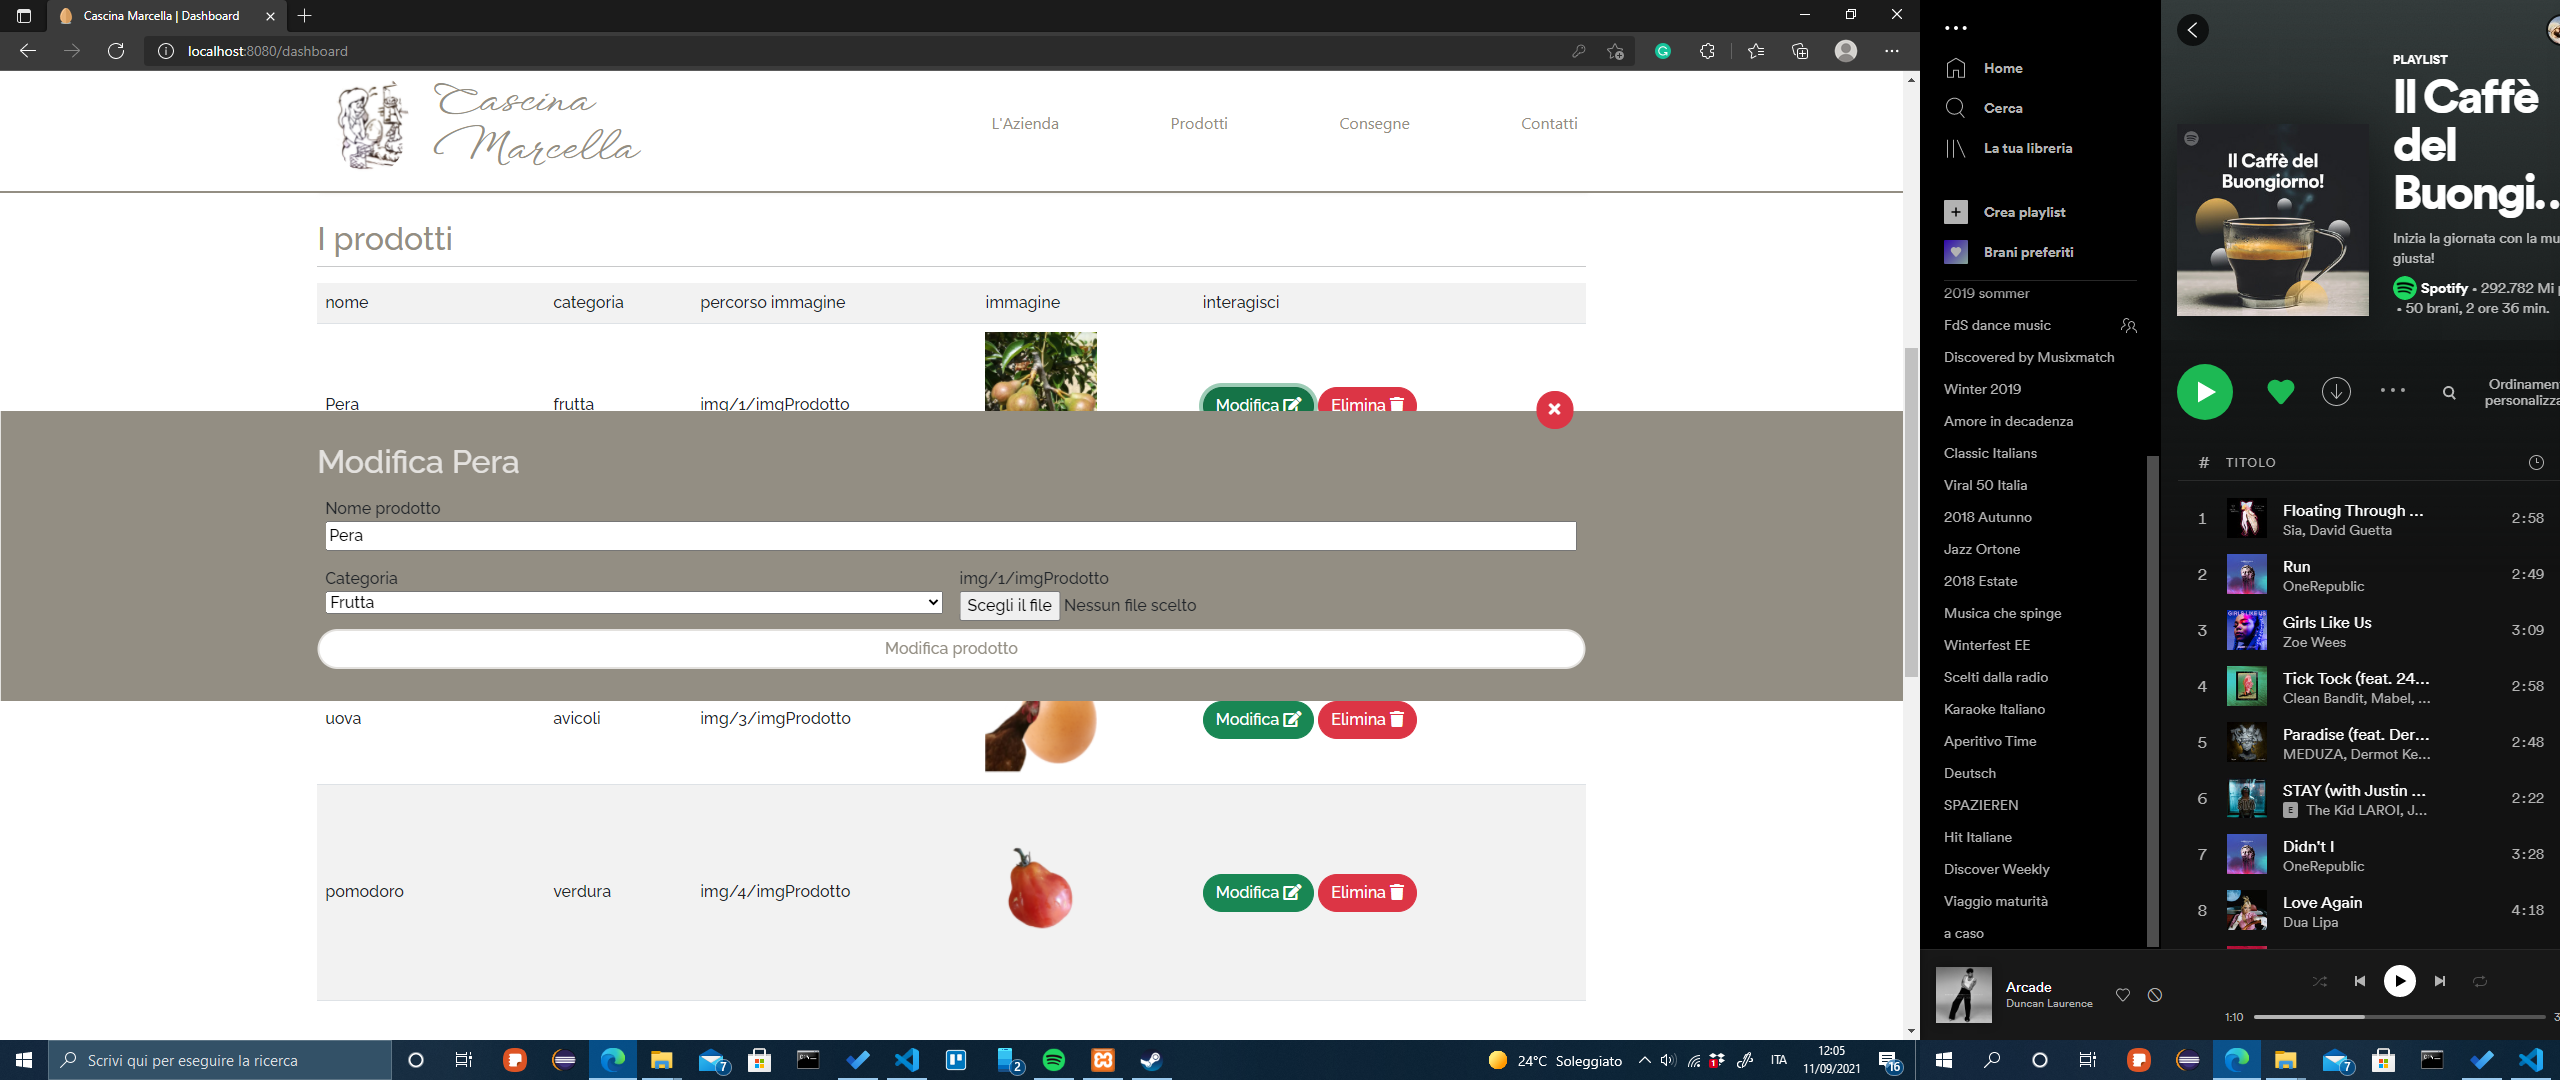 Cascina Marcella | Dashboard
localhost:8080/dashboard
Cascina
Marcella
L'Azienda
Prodotti
Consegne
Contatti
I prodotti
nome categoria percorso immagine immagine interagisci
Pera frutta img/1/imgProdotto Modifica Elimina
Modifica Pera
Nome prodotto
Pera
Categoria
Frutta
img/1/imgProdotto
Scegli il file Nessun file scelto
Modifica prodotto
uova avicoli img/3/imgProdotto Modifica Elimina
pomodoro verdura img/4/imgProdotto Modifica Elimina
Scrivi qui per eseguire la ricerca
7
2
24°C Soleggiato
1
ITA
12:05
11/09/2021
16
Home
Cerca
La tua libreria
Crea playlist
Brani preferiti
2019 sommer
FdS dance music
Discovered by Musixmatch
Winter 2019
Amore in decadenza
Classic Italians
Viral 50 Italia
2018 Autunno
Jazz Ortone
2018 Estate
Musica che spinge
Winterfest EE
Scelti dalla radio
Karaoke Italiano
Aperitivo Time
Deutsch
SPAZIEREN
Hit Italiane
Discover Weekly
Viaggio maturità
a caso
Il Caffè del
Buongiorno!
PLAYLIST
Il Caffè
del
Buongi…
Inizia la giornata con la mu
giusta!
Spotify • 292.782 Mi p
• 50 brani, 2 ore 36 min.
Ordinamen
personalizza
# TITOLO
1 Floating Through ... 2:58
Sia, David Guetta
2 Run 2:49
OneRepublic
3 Girls Like Us 3:09
Zoe Wees
4 Tick Tock (feat. 24... 2:58
Clean Bandit, Mabel, ...
5 Paradise (feat. Der... 2:48
MEDUZA, Dermot Ke...
6 STAY (with Justin ... 2:22
E The Kid LAROI, J...
7 Didn't I 3:28
OneRepublic
8 Love Again 4:18
Dua Lipa
Arcade
Duncan Laurence
1:10
3
7